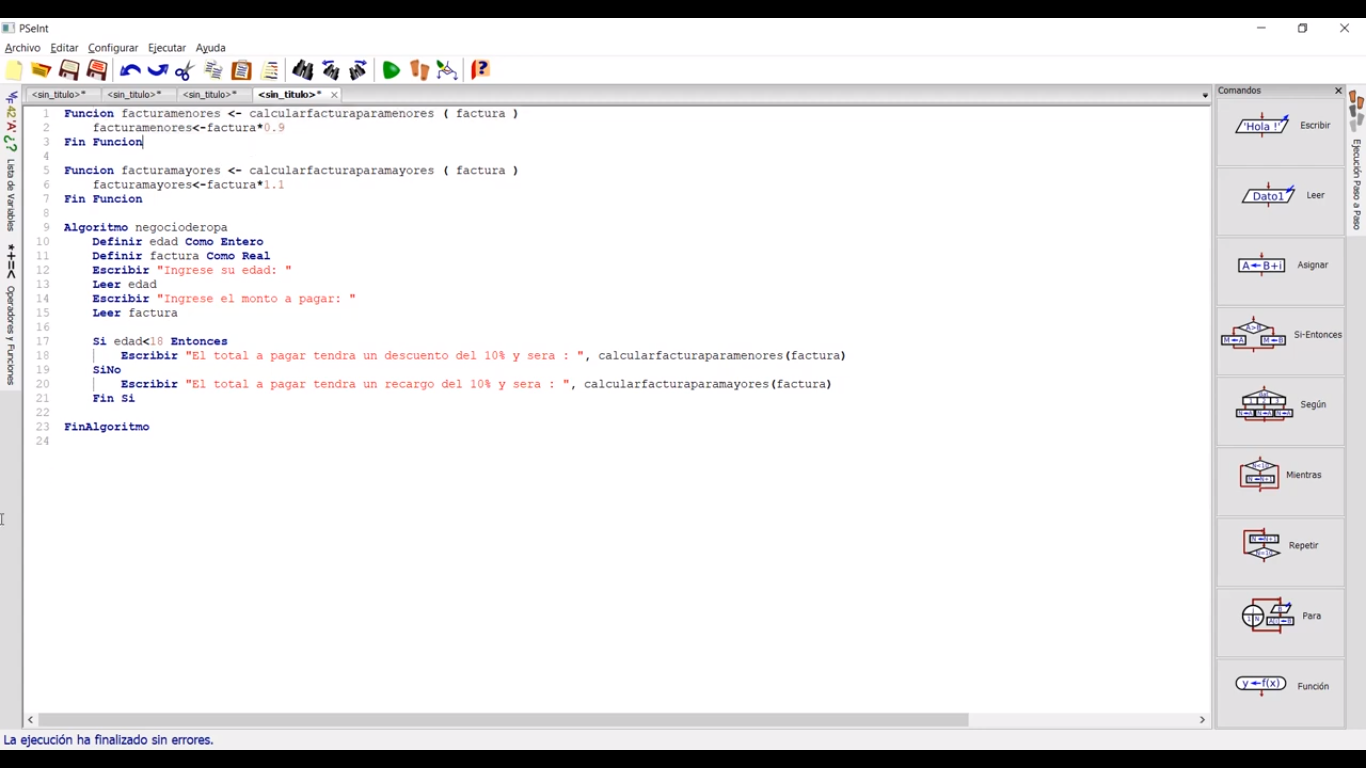 PSeInt
Archivo Editar Configurar Ejecutar Ayuda
<sin_titulo>* <sin_titulo>* <sin_titulo>* <sin_titulo>*
1 Funcion facturamenores <- calcularfacturaparamenores ( factura )
2 facturamenores<-factura*0.9
3 Fin Funcion
4
5 Funcion facturamayores <- calcularfacturaparamayores ( factura )
6 facturamayores<-factura*1.1
7 Fin Funcion
8
9 Algoritmo negocioderopa
10 Definir edad Como Entero
11 Definir factura Como Real
12 Escribir "Ingrese su edad: "
13 Leer edad
14 Escribir "Ingrese el monto a pagar: "
15 Leer factura
16
17 Si edad<18 Entonces
18 Escribir "El total a pagar tendra un descuento del 10% y sera : ", calcularfacturaparamenores(factura)
19 SiNo
20 Escribir "El total a pagar tendra un recargo del 10% y sera : ", calcularfacturaparamayores(factura)
21 Fin Si
22
23 FinAlgoritmo
24
Lista de Variables
*+=< Operadores y Funciones
Comandos
'Hola !' Escribir
Dato1 Leer
A←B+i Asignar
Si-Entonces
Según
Mientras
Repetir
Para
y←f(x) Función
Ejecución Paso a Paso
La ejecución ha finalizado sin errores.